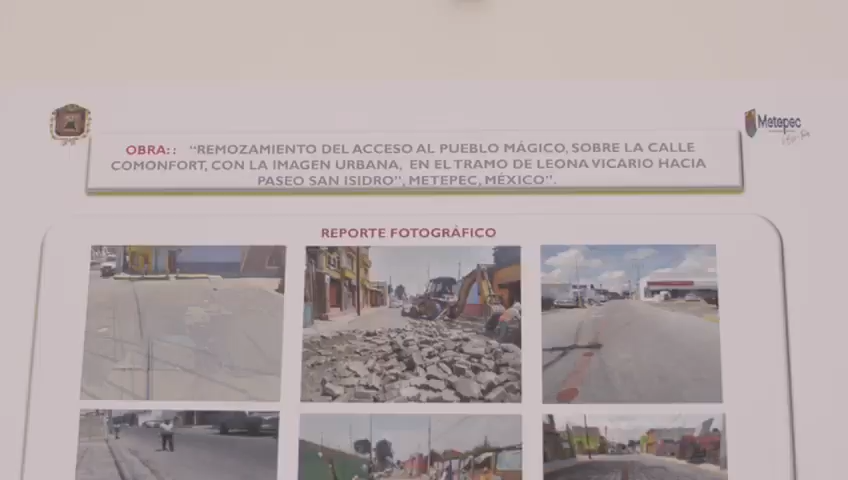 Metepec
OBRA:: "REMOZAMIENTO DEL ACCESO AL PUEBLO MÁGICO, SOBRE LA CALLE
COMONFORT, CON LA IMAGEN URBANA, EN EL TRAMO DE LEONA VICARIO HACIA
PASEO SAN ISIDRO", METEPEC, MÉXICO".
REPORTE FOTOGRÁFICO